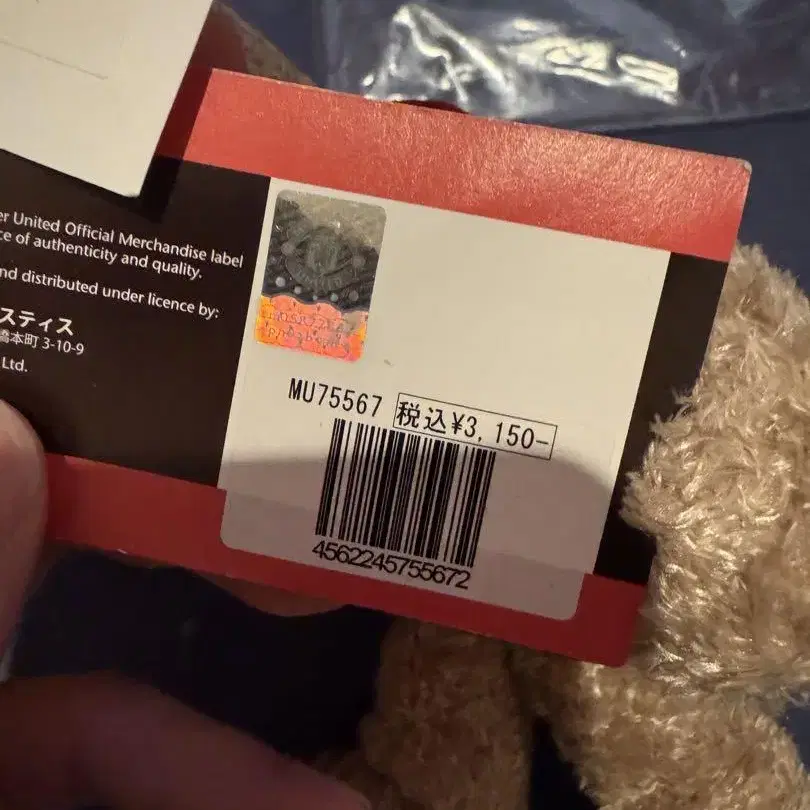 er United Official Merchandise label
ce of authenticity and quality.
nd distributed under licence by:
スティス
橋本町 3-10-9
Ltd.
MU75567 税込¥3,150-
4562245755672